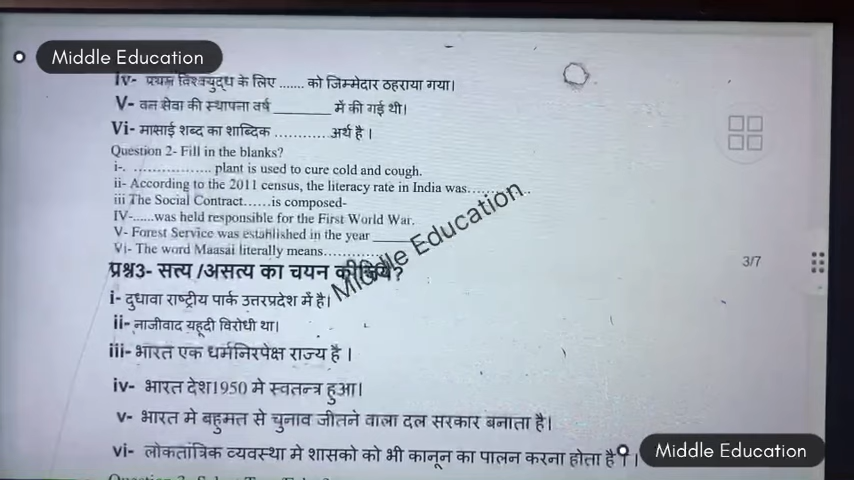 Middle Education
iv- प्रथम विश्वयुद्ध के लिए ....... को जिम्मेदार ठहराया गया।
V- वन सेवा की स्थापना वर्ष ________ में की गई थी।
Vi- मासाई शब्द का शाब्दिक ........... अर्थ है ।
Question 2- Fill in the blanks?
i-. .................. plant is used to cure cold and cough.
ii- According to the 2011 census, the literacy rate in India was..............
iii The Social Contract......is composed-
IV-......was held responsible for the First World War.
V- Forest Service was established in the year ______
Vi- The word Maasai literally means............
Middle Education
3/7
प्रश्न3- सत्य /असत्य का चयन कीजिये?
i- दुधावा राष्ट्रीय पार्क उत्तरप्रदेश में है।
ii- नाजीवाद यहूदी विरोधी था।
iii- भारत एक धर्मनिरपेक्ष राज्य है ।
iv- भारत देश1950 मे स्वतन्त्र हुआ।
v- भारत मे बहुमत से चुनाव जीतने वाला दल सरकार बनाता है।
vi- लोकतांत्रिक व्यवस्था मे शासको को भी कानून का पालन करना होता है ।
Middle Education